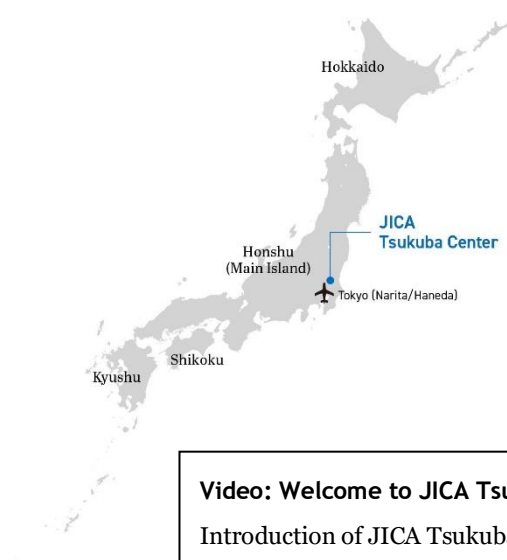 Hokkaido
JICA
Tsukuba Center
Honshu
(Main Island)
Tokyo (Narita/Haneda)
Shikoku
Kyushu
Video: Welcome to JICA Tsu
Introduction of JICA Tsukub